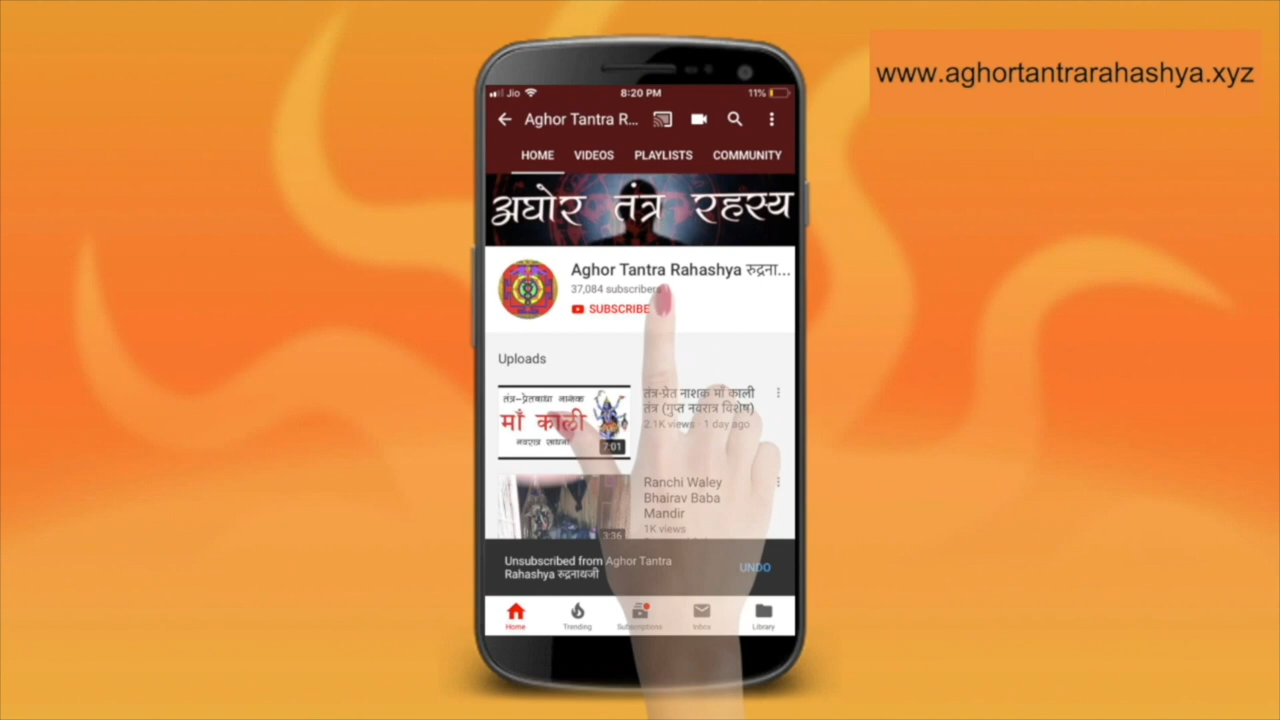 www.aghortantrarahashya.xyz
Jio 8:20 PM 11%
Aghor Tantra R...
HOME VIDEOS PLAYLISTS COMMUNITY
अघोर तंत्र रहस्य
Aghor Tantra Rahashya रुद्रना...
37,084 subscribers
SUBSCRIBE
Uploads
तंत्र-प्रेतबाधा नाशक
माँ काली
नवरात्र साधना
7:01
तंत्र-प्रेत नाशक माँ काली
तंत्र (गुप्त नवरात्र विशेष)
2.1K views · 1 day ago
Ranchi Waley
Bhairav Baba
Mandir
1K views
3:36
Unsubscribed from Aghor Tantra
Rahashya रुद्रनाथजी
UNDO
Home Trending Subscriptions Inbox Library